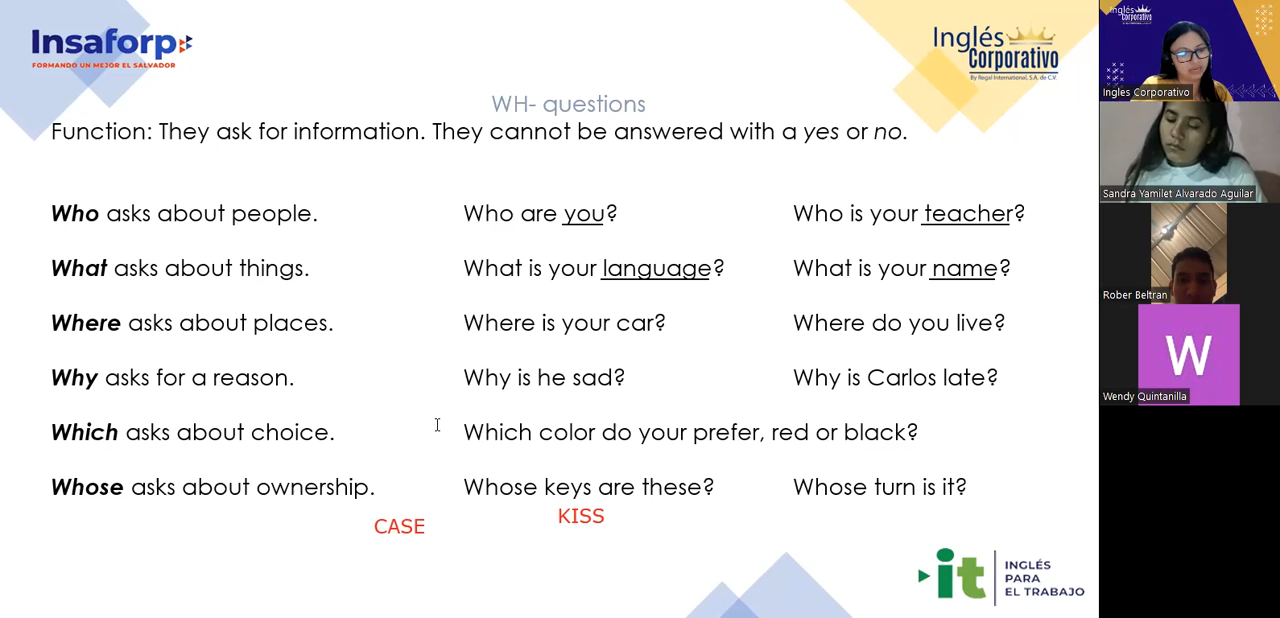 Insaforp
FORMANDO UN MEJOR EL SALVADOR
Inglés
Corporativo
By Regal International, S.A. de C.V.
WH- questions
Function: They ask for information. They cannot be answered with a yes or no.
Who asks about people. Who are you? Who is your teacher?
What asks about things. What is your language? What is your name?
Where asks about places. Where is your car? Where do you live?
Why asks for a reason. Why is he sad? Why is Carlos late?
Which asks about choice. Which color do your prefer, red or black?
Whose asks about ownership. Whose keys are these? Whose turn is it?
CASE KISS
it
INGLÉS
PARA
EL TRABAJO
Inglés
Corporativo
Ingles Corporativo
Sandra Yamilet Alvarado Aguilar
Rober Beltran
W
Wendy Quintanilla